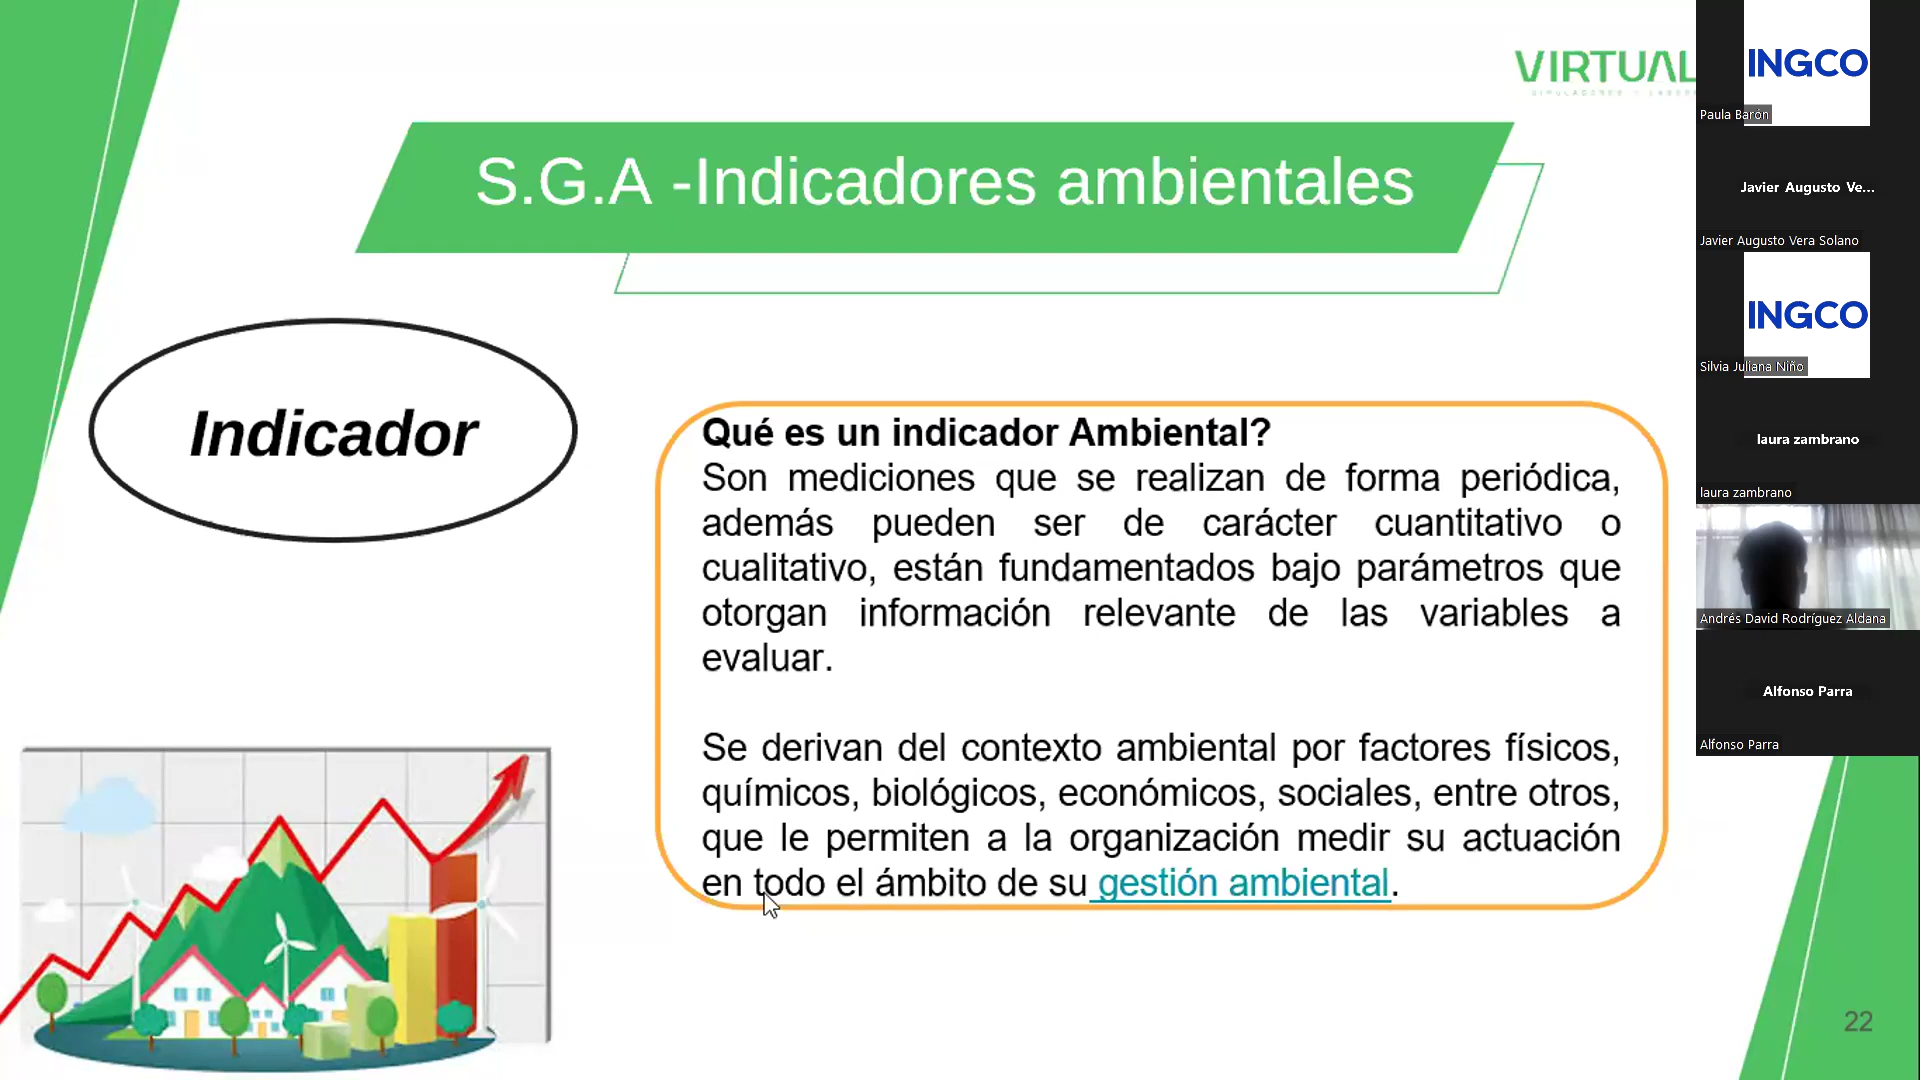 VIRTUAL
S.G.A -Indicadores ambientales
Indicador
Qué es un indicador Ambiental?
Son mediciones que se realizan de forma periódica,
además pueden ser de carácter cuantitativo o
cualitativo, están fundamentados bajo parámetros que
otorgan información relevante de las variables a
evaluar.
Se derivan del contexto ambiental por factores físicos,
químicos, biológicos, económicos, sociales, entre otros,
que le permiten a la organización medir su actuación
en todo el ámbito de su gestión ambiental.
22
INGCO
Paula Barón
Javier Augusto Ve...
Javier Augusto Vera Solano
INGCO
Silvia Juliana Niño
laura zambrano
laura zambrano
Andrés David Rodríguez Aldana
Alfonso Parra
Alfonso Parra